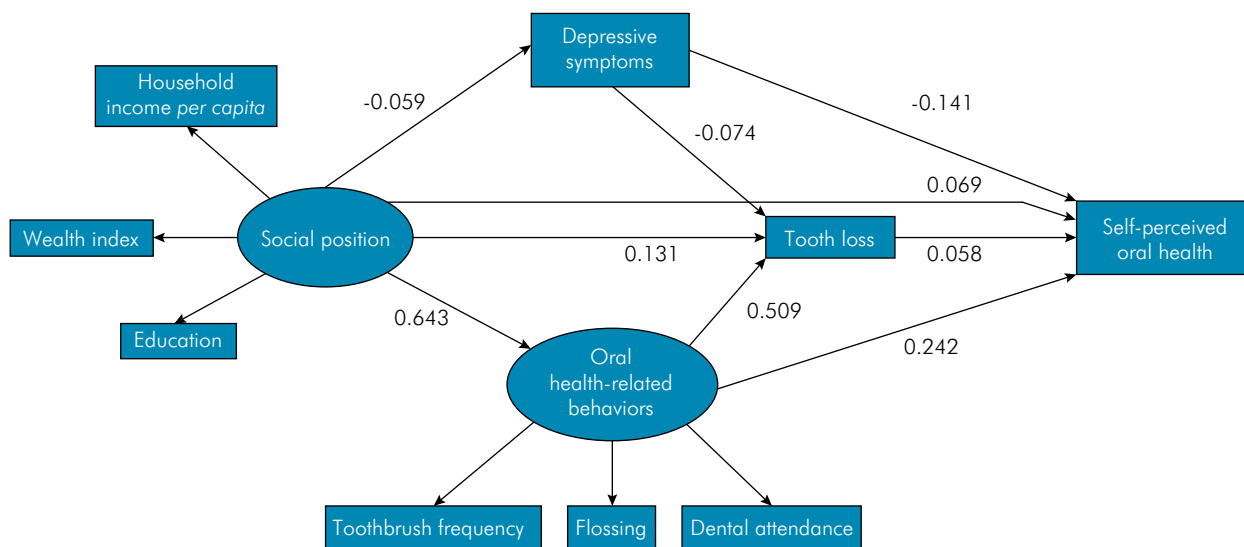 Depressive
symptoms
Household
income per capita
-0.059
-0.141
-0.074
0.069
Wealth index
Social position
Tooth loss
Self-perceived
oral health
0.131
0.058
0.643
0.509
Education
0.242
Oral
health-related
behaviors
Toothbrush frequency
Flossing
Dental attendance